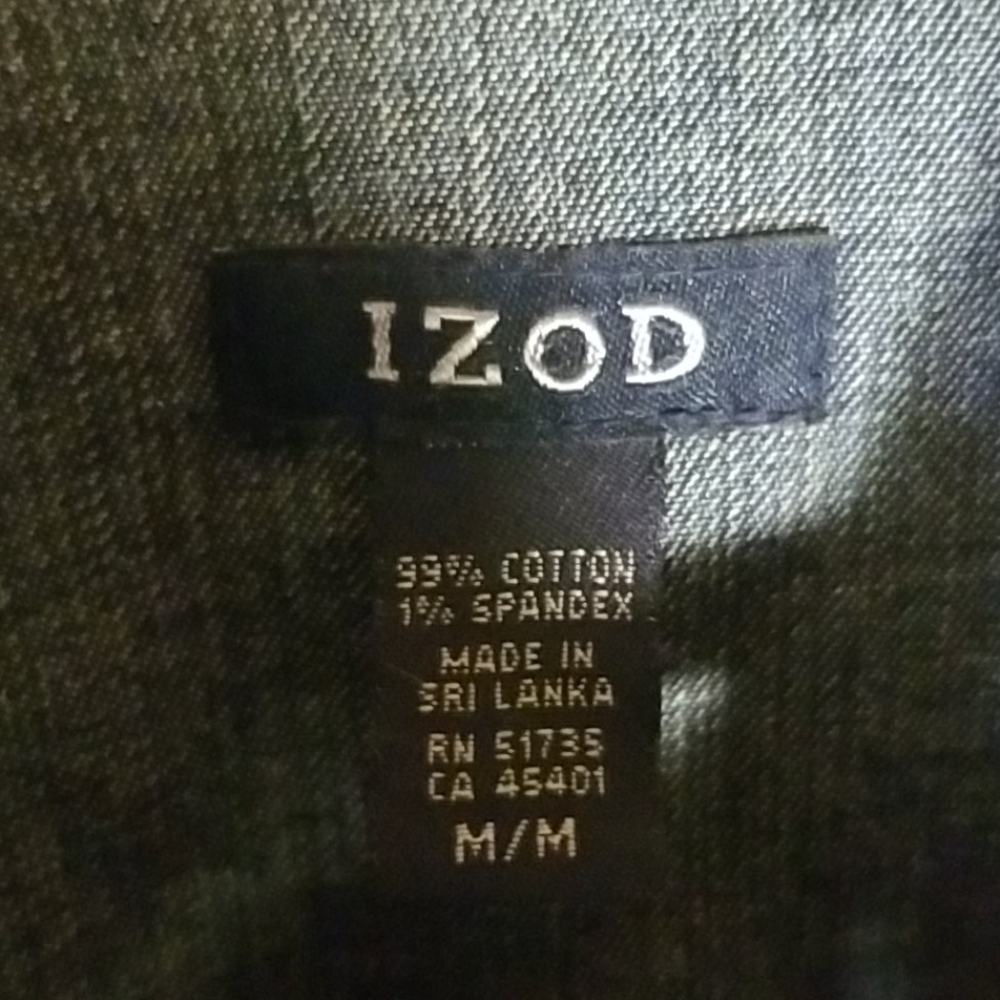 IZOD
99% COTTON
1% SPANDEX
MADE IN
SRI LANKA
RN 51735
CA 45401
M/M